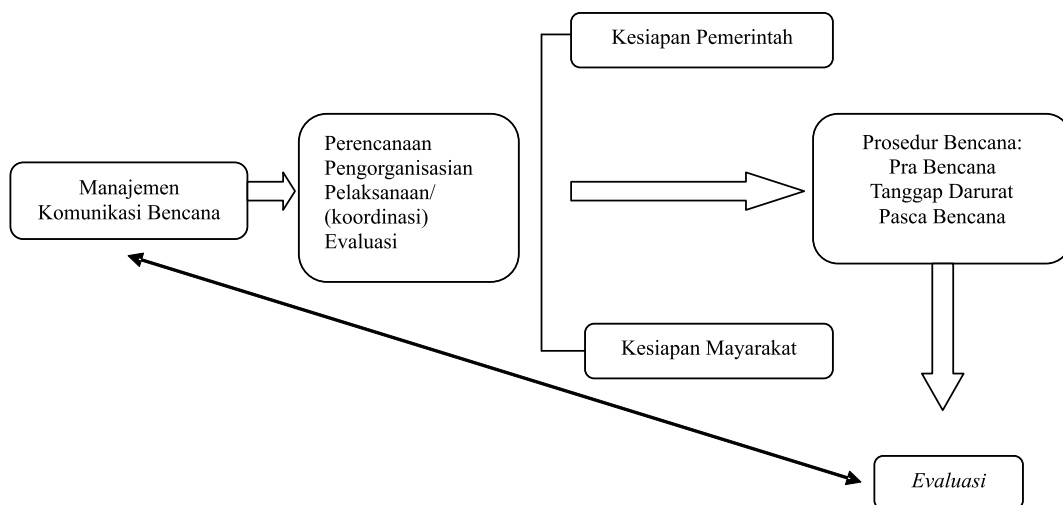 Kesiapan Pemerintah
Manajemen
Komunikasi Bencana
Perencanaan
Pengorganisasian
Pelaksanaan/
(koordinasi)
Evaluasi
Prosedur Bencana:
Pra Bencana
Tanggap Darurat
Pasca Bencana
Kesiapan Mayarakat
Evaluasi